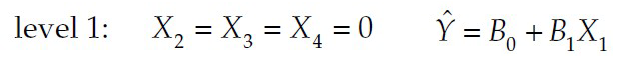 level 1: X₂ = X₃ = X₄ = 0 Ŷ = B₀ + B₁X₁